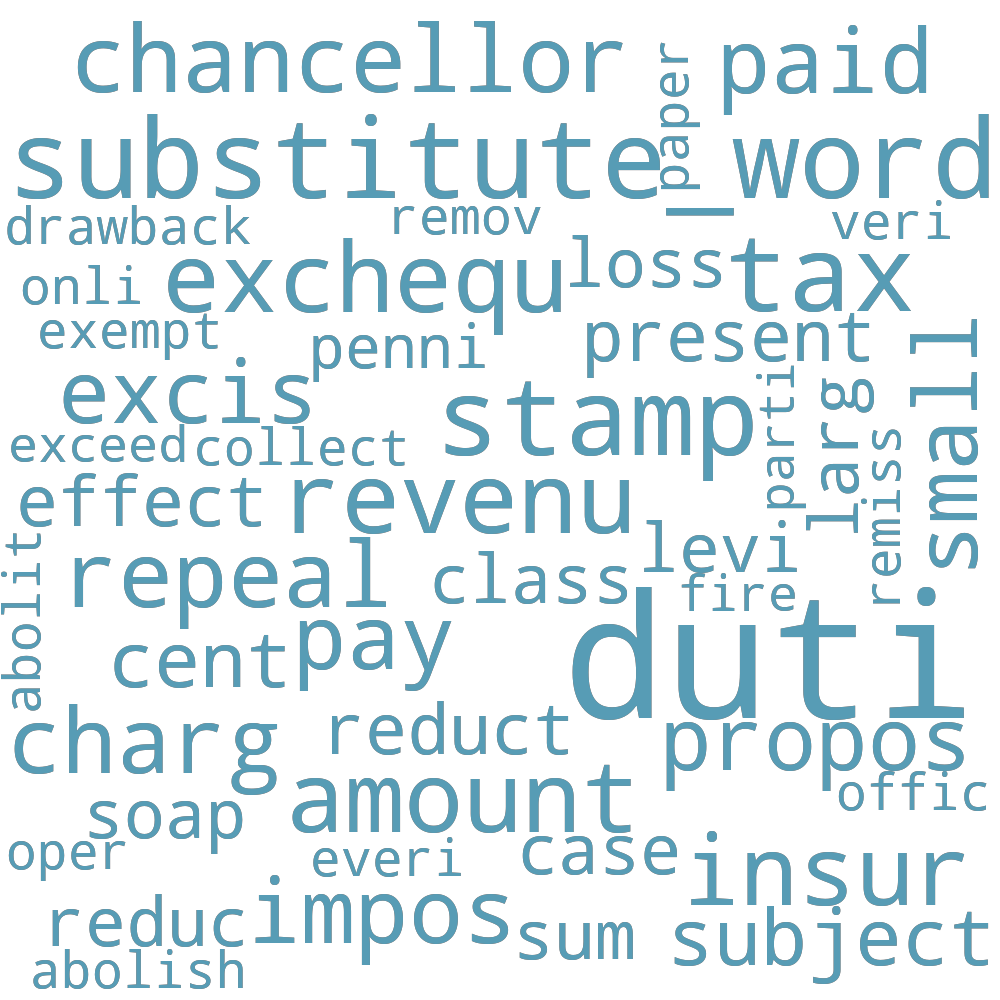 chancellor
paper
paid
substitute_word
drawback
remov
veri
onli
exchequ
loss
tax
exempt
penni
present
small
excis
stamp
parti
larg
exceed
collect
remiss
effect
revenu
abolit
repeal
class
levi
fire
cent
pay
duti
charg
reduct
propos
soap
amount
offic
oper
everi
case
insur
reduc
impos
sum
subject
abolish